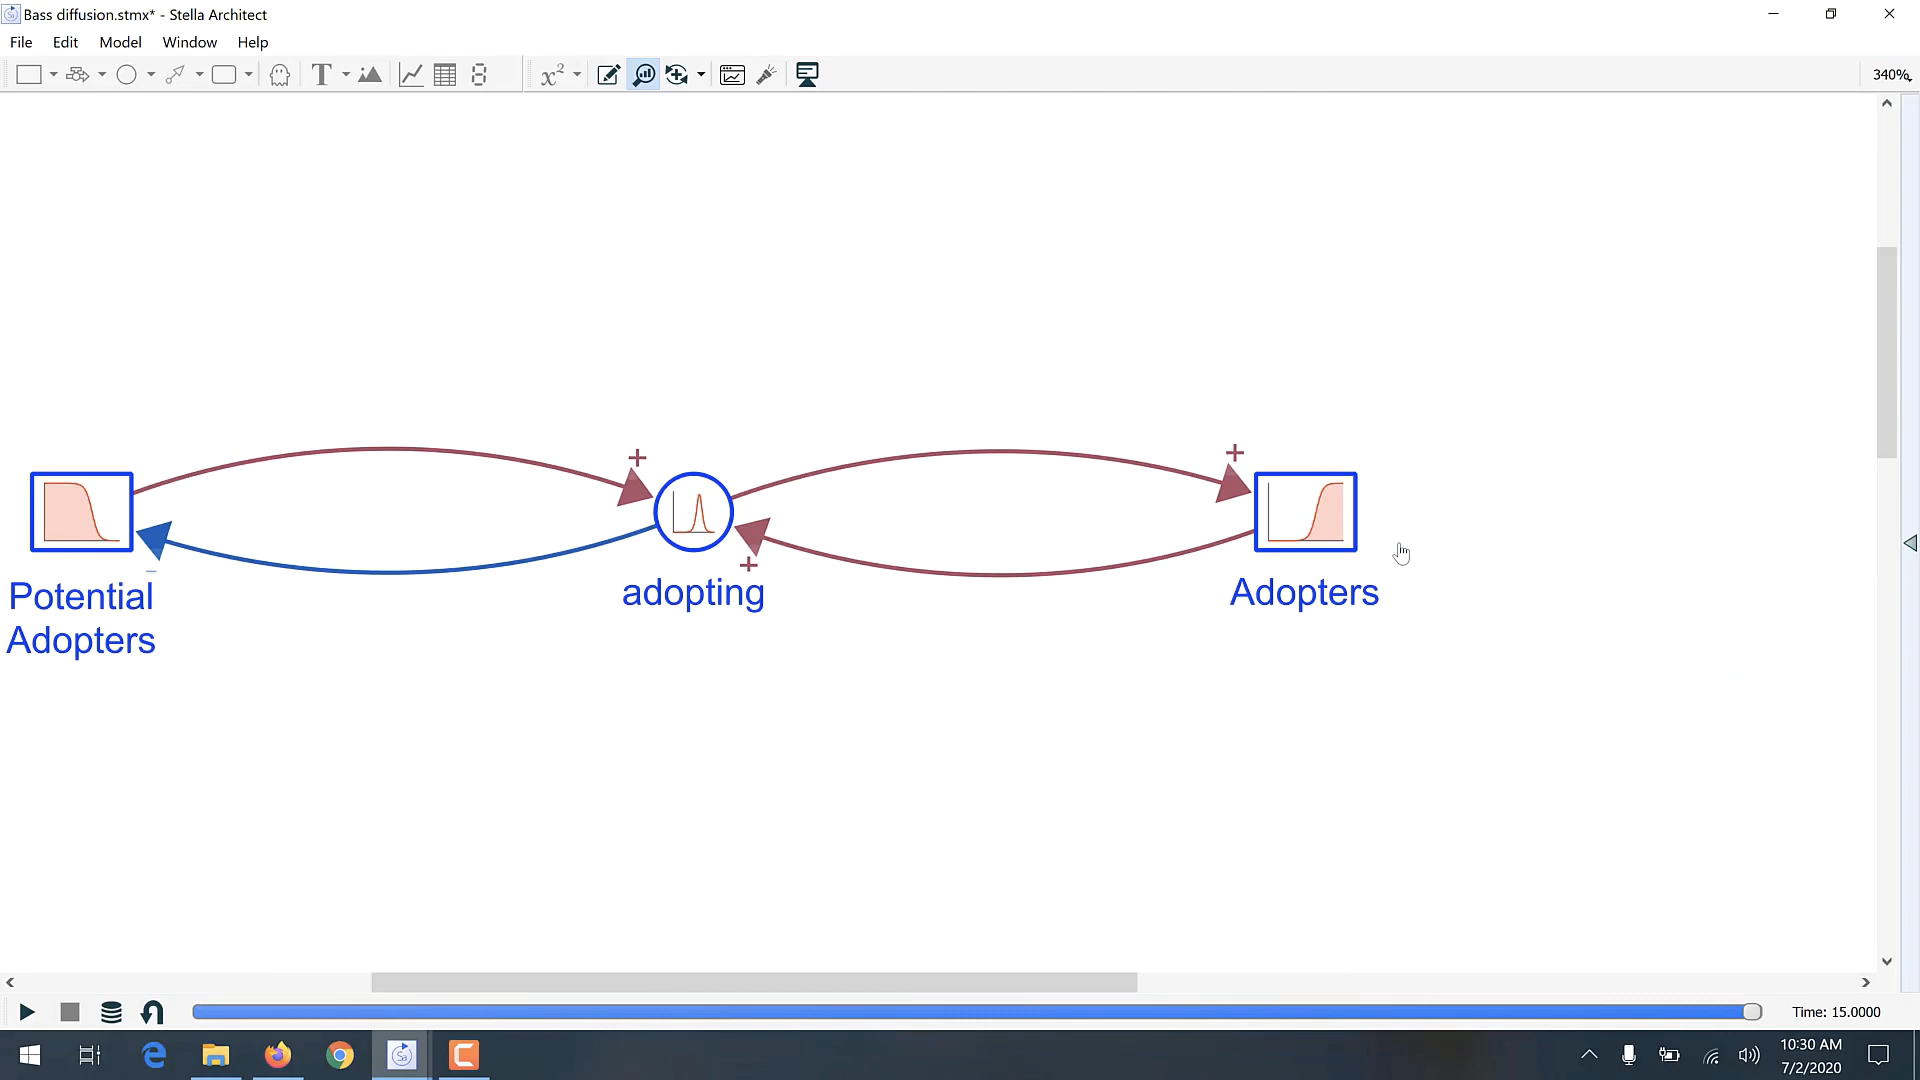 Bass diffusion.stmx* - Stella Architect
File Edit Model Window Help
T x² 340%
+ + + −
Potential
Adopters
adopting
Adopters
Time: 15.0000
10:30 AM
7/2/2020